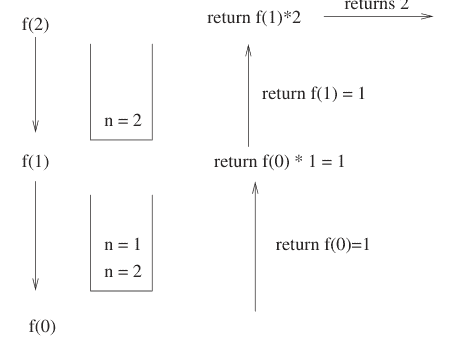 f(2)
return f(1)*2
returns 2
n = 2
return f(1) = 1
f(1)
return f(0) * 1 = 1
n = 1
n = 2
return f(0)=1
f(0)